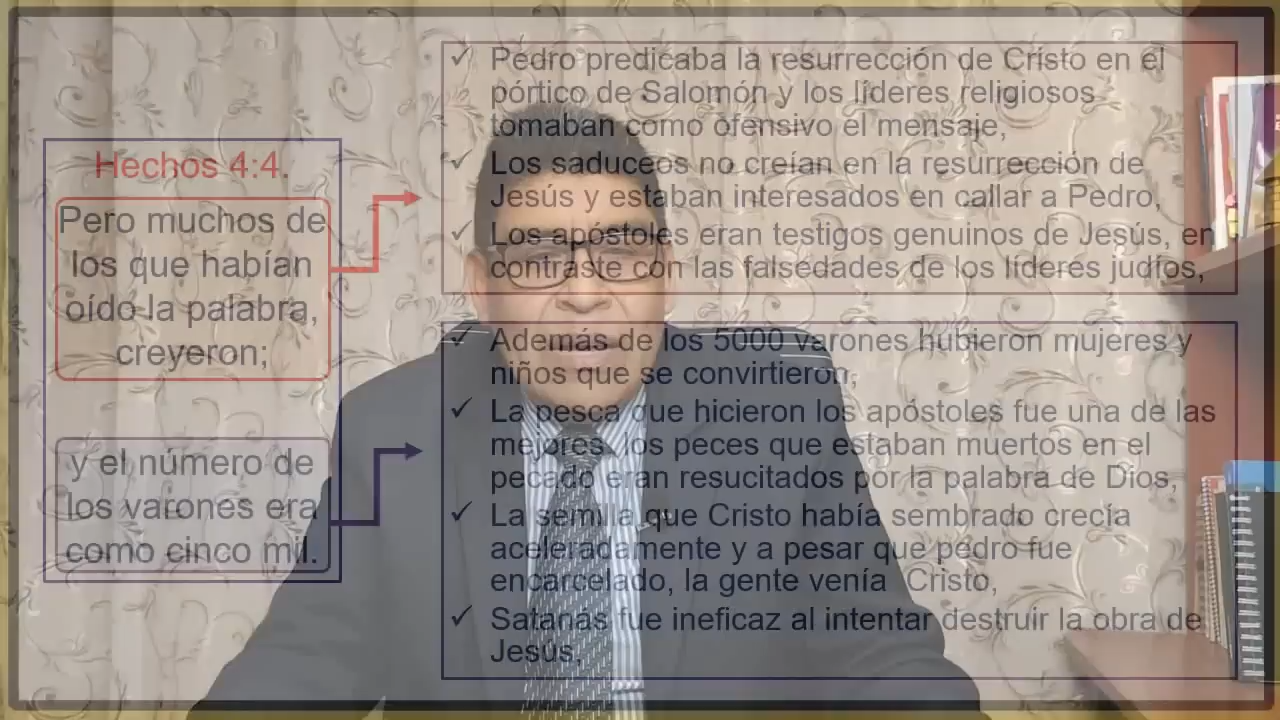 Hechos 4:4.
Pero muchos de
los que habían
oído la palabra,
creyeron;
y el número de
los varones era
como cinco mil.
✓ Pedro predicaba la resurrección de Cristo en el
pórtico de Salomón y los líderes religiosos
tomaban como ofensivo el mensaje,
✓ Los saduceos no creían en la resurrección de
Jesús y estaban interesados en callar a Pedro,
✓ Los apóstoles eran testigos genuinos de Jesús, en
contraste con las falsedades de los líderes judíos,
✓ Además de los 5000 varones hubieron mujeres y
niños que se convirtieron,
✓ La pesca que hicieron los apóstoles fue una de las
mejores, los peces que estaban muertos en el
pecado eran resucitados por la palabra de Dios,
✓ La semilla que Cristo había sembrado crecía
aceleradamente y a pesar que pedro fue
encarcelado, la gente venía Cristo,
✓ Satanás fue ineficaz al intentar destruir la obra de
Jesús,